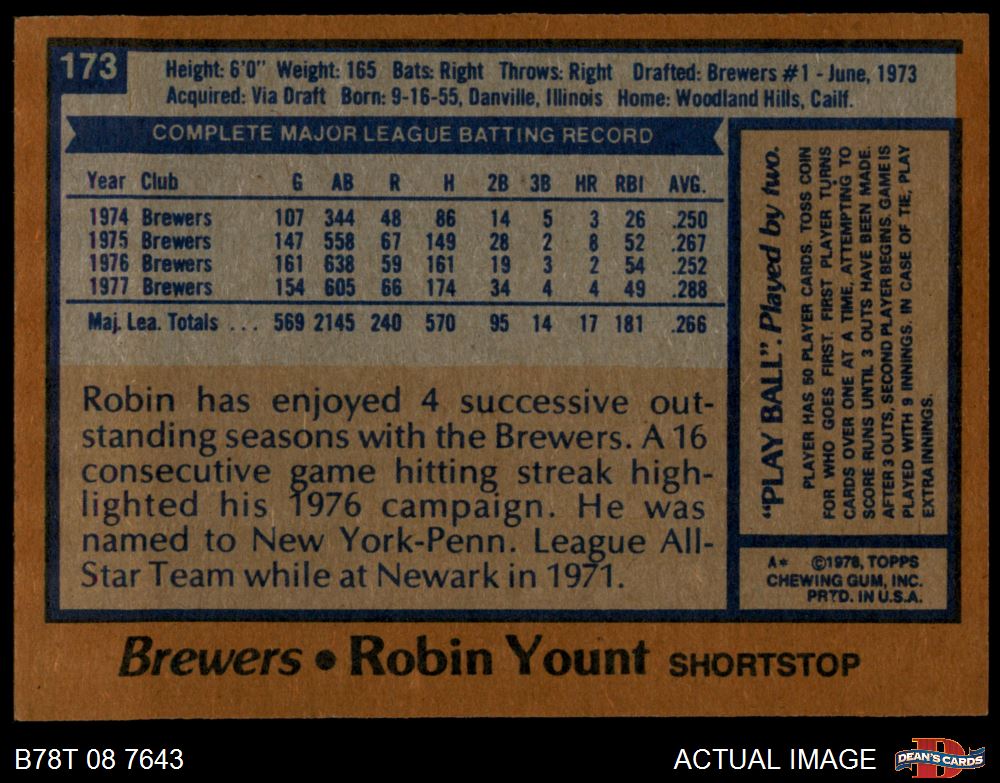 173
Height: 6'0" Weight: 165 Bats: Right Throws: Right Drafted: Brewers #1 - June, 1973
Acquired: Via Draft Born: 9-16-55, Danville, Illinois Home: Woodland Hills, Cailf.
COMPLETE MAJOR LEAGUE BATTING RECORD
Year Club G AB R H 2B 3B HR RBI AVG.
1974 Brewers 107 344 48 86 14 5 3 26 .250
1975 Brewers 147 558 67 149 28 2 8 52 .267
1976 Brewers 161 638 59 161 19 3 2 54 .252
1977 Brewers 154 605 66 174 34 4 4 49 .288
Maj. Lea. Totals ... 569 2145 240 570 95 14 17 181 .266
Robin has enjoyed 4 successive out-
standing seasons with the Brewers. A 16
consecutive game hitting streak high-
lighted his 1976 campaign. He was
named to New York-Penn. League All-
Star Team while at Newark in 1971.
"PLAY BALL". Played by two.
PLAYER HAS 50 PLAYER CARDS. TOSS COIN
FOR WHO GOES FIRST. FIRST PLAYER TURNS
CARDS OVER ONE AT A TIME, ATTEMPTING TO
SCORE RUNS UNTIL 3 OUTS HAVE BEEN MADE.
AFTER 3 OUTS, SECOND PLAYER BEGINS. GAME IS
PLAYED WITH 9 INNINGS. IN CASE OF TIE, PLAY
EXTRA INNINGS.
A* ©1978, TOPPS
CHEWING GUM, INC.
PRTD. IN U.S.A.
Brewers • Robin Yount SHORTSTOP
B78T 08 7643
ACTUAL IMAGE
D
DEAN'S CARDS